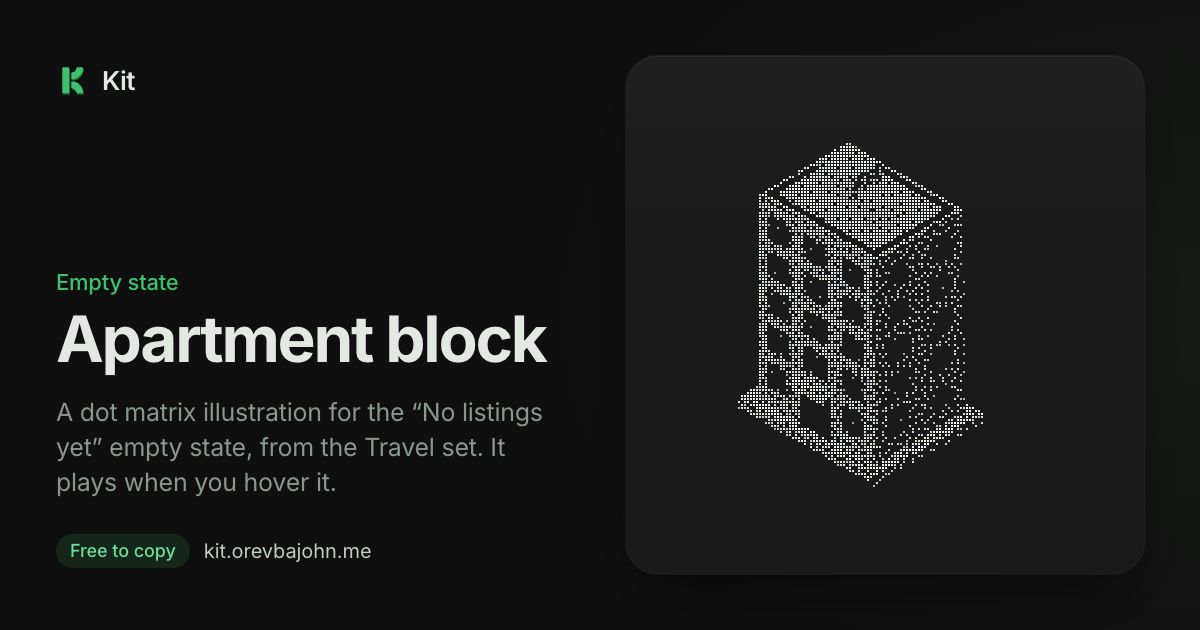 Kit
Empty state
Apartment block
A dot matrix illustration for the “No listings
yet” empty state, from the Travel set. It
plays when you hover it.
Free to copy
kit.orevbajohn.me